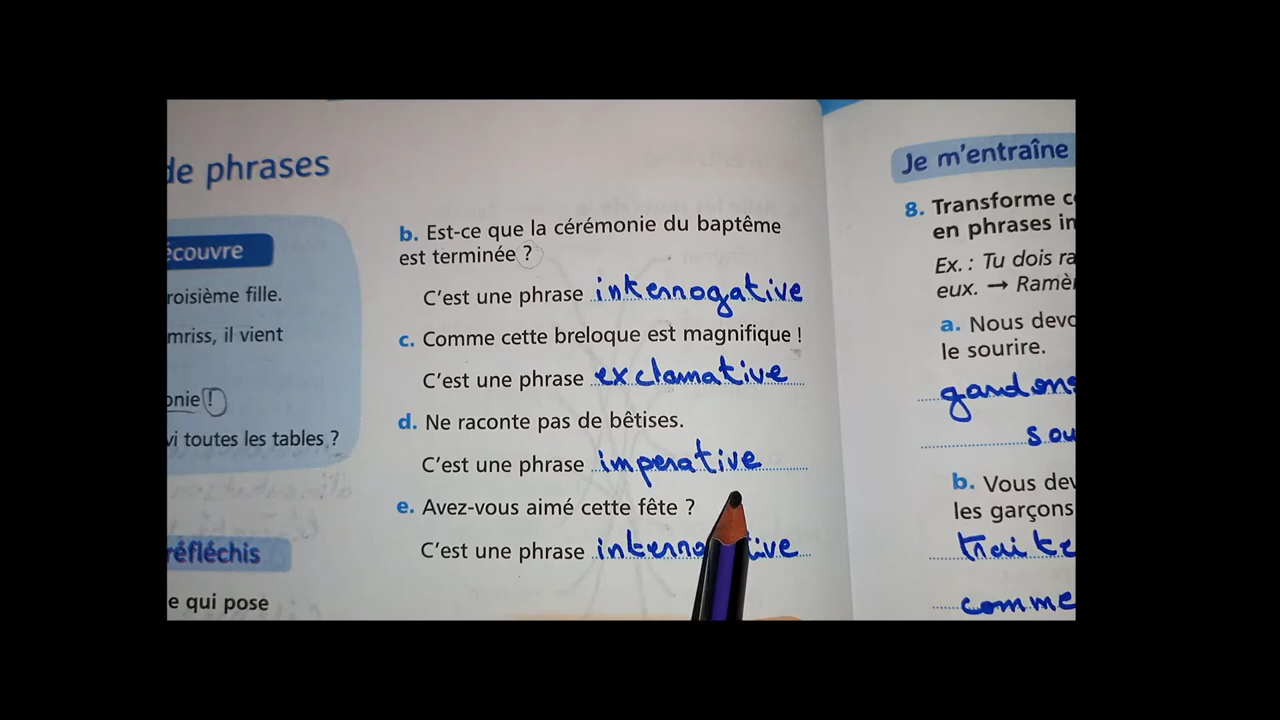 de phrases
écouvre
roisième fille.
mriss, il vient
onie !
vi toutes les tables ?
réfléchis
e qui pose
b. Est-ce que la cérémonie du baptême
est terminée ?
C'est une phrase interrogative
c. Comme cette breloque est magnifique !
C'est une phrase exclamative
d. Ne raconte pas de bêtises.
C'est une phrase imperative
e. Avez-vous aimé cette fête ?
C'est une phrase
Je m'entraîne
8. Transforme c
en phrases in
Ex. : Tu dois ra
eux. → Ramèn
a. Nous devo
le sourire.
gardons
sou
b. Vous dev
les garçons
traite
comme